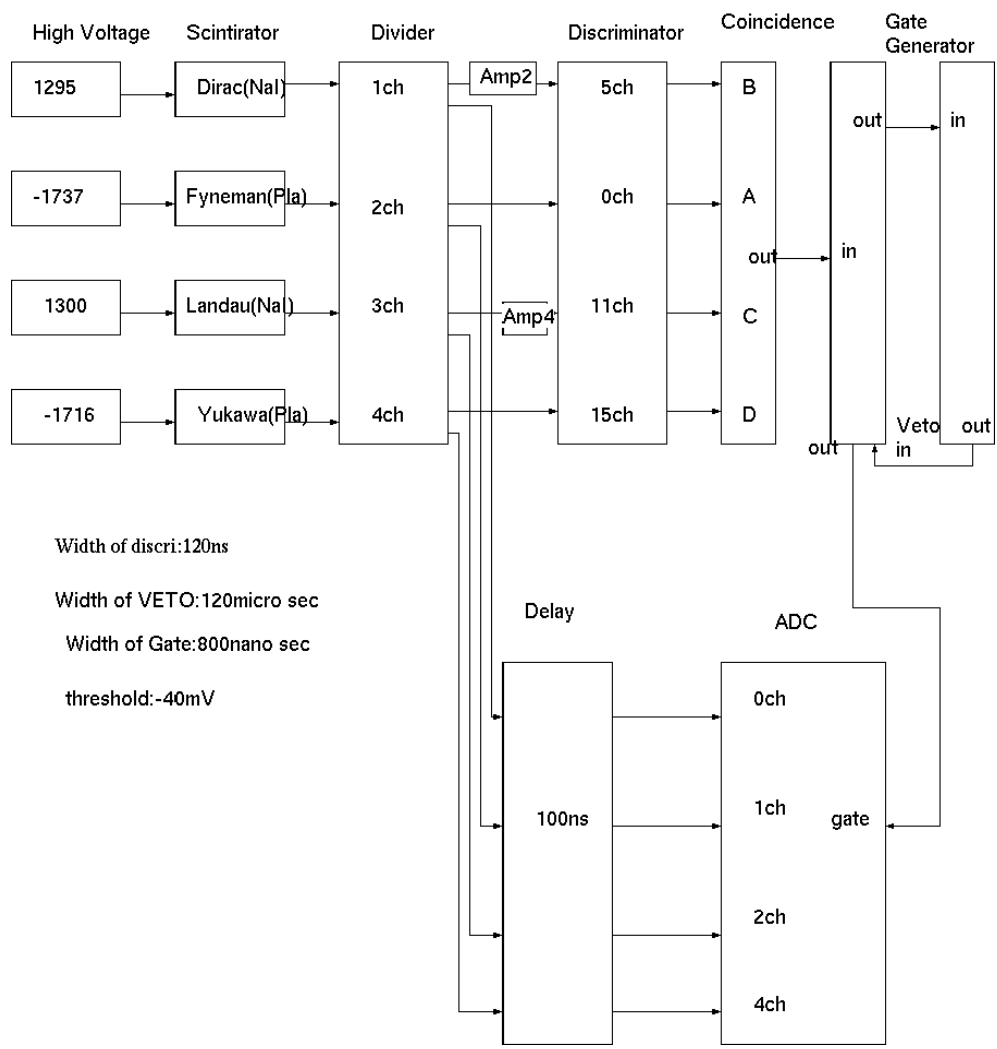 High Voltage
Scintirator
Divider
Discriminator
Coincidence
Gate
Generator
1295
Dirac(NaI)
1ch
Amp2
5ch
B
out
in
-1737
Fyneman(Pla)
2ch
0ch
A
out
in
1300
Landau(NaI)
3ch
Amp4
11ch
C
-1716
Yukawa(Pla)
4ch
15ch
D
out
Veto
in
out
Width of discri:120ns
Width of VETO:120micro sec
Width of Gate:800nano sec
threshold:-40mV
Delay
ADC
0ch
100ns
1ch
gate
2ch
4ch